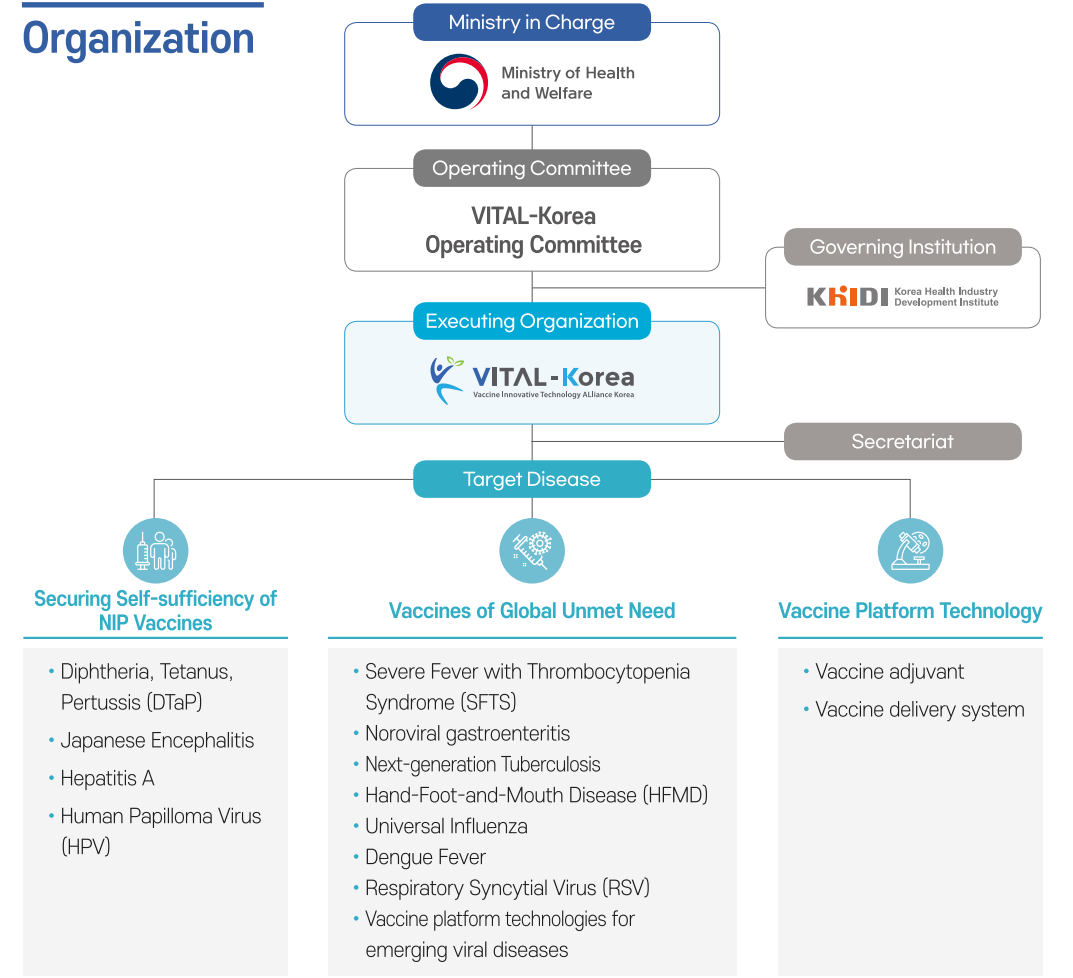 Organization
Ministry in Charge
Ministry of Health
and Welfare
Operating Committee
VITAL-Korea
Operating Committee
Governing Institution
KHIDI Korea Health Industry
Development Institute
Executing Organization
VITAL-Korea
Vaccine Innovative Technology ALliance Korea
Secretariat
Target Disease
Securing Self-sufficiency of
NIP Vaccines
• Diphtheria, Tetanus,
Pertussis (DTaP)
• Japanese Encephalitis
• Hepatitis A
• Human Papilloma Virus
(HPV)
Vaccines of Global Unmet Need
• Severe Fever with Thrombocytopenia
Syndrome (SFTS)
• Noroviral gastroenteritis
• Next-generation Tuberculosis
• Hand-Foot-and-Mouth Disease (HFMD)
• Universal Influenza
• Dengue Fever
• Respiratory Syncytial Virus (RSV)
• Vaccine platform technologies for
emerging viral diseases
Vaccine Platform Technology
• Vaccine adjuvant
• Vaccine delivery system